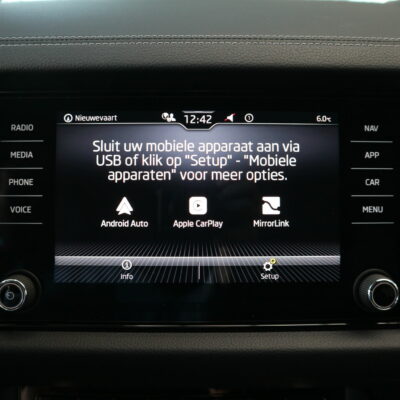 Nieuwevaart 12:42 6.0°C
RADIO
MEDIA
PHONE
VOICE
Sluit uw mobiele apparaat aan via
USB of klik op "Setup" - "Mobiele
apparaten" voor meer opties.
Android Auto Apple CarPlay MirrorLink
Info Setup
NAV
APP
CAR
MENU